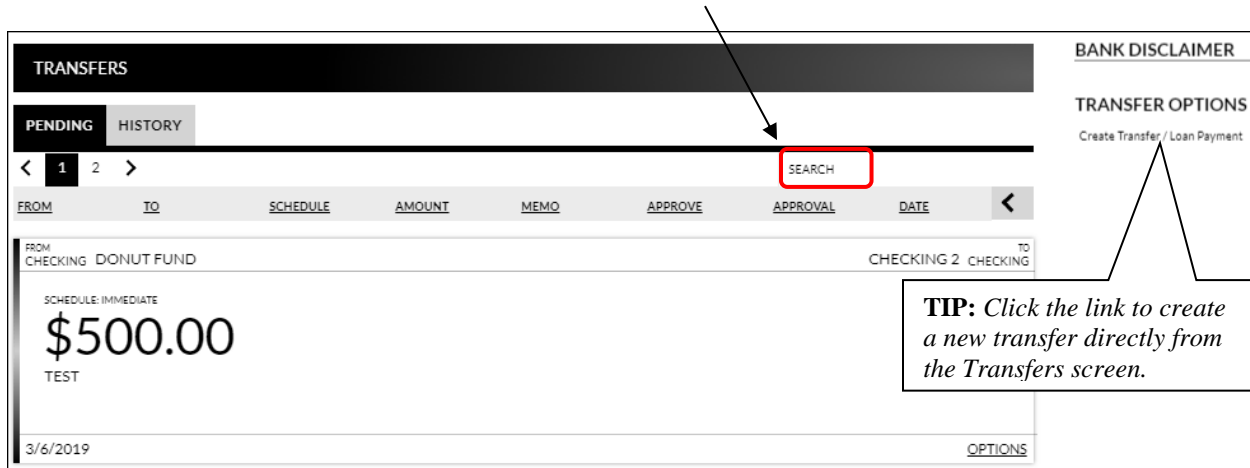 TRANSFERS
PENDING HISTORY
< 1 2 >
SEARCH
FROM TO SCHEDULE AMOUNT MEMO APPROVE APPROVAL DATE <
FROM
CHECKING DONUT FUND
TO
CHECKING 2 CHECKING
SCHEDULE: IMMEDIATE
$500.00
TEST
3/6/2019
OPTIONS
BANK DISCLAIMER
TRANSFER OPTIONS
Create Transfer / Loan Payment
TIP: Click the link to create
a new transfer directly from
the Transfers screen.